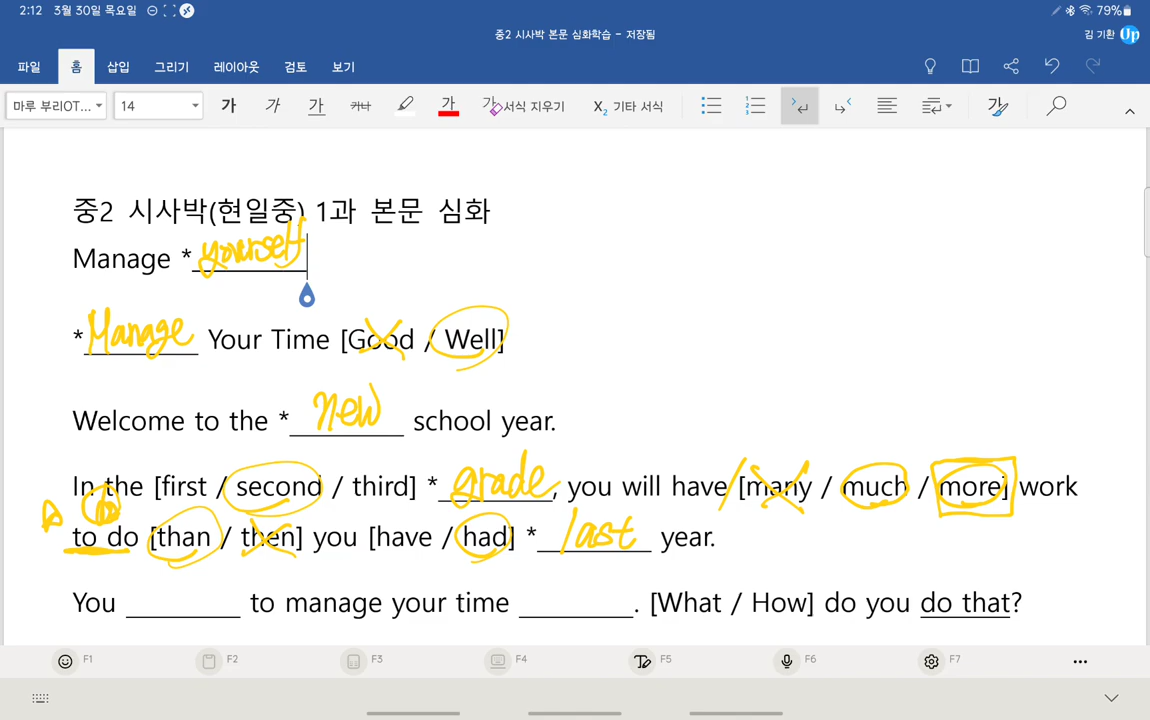 2:12 3월 30일 목요일 79%
중2 시사박 본문 심화학습 - 저장됨
김 기환 Up
파일 홈 삽입 그리기 레이아웃 검토 보기
마루 부리OT... 14 가 가 가 가나 가 가 서식 지우기 X₂ 기타 서식 가
중2 시사박(현일중) 1과 본문 심화
Manage *yourself
*Manage Your Time [Good / Well]
Welcome to the *new school year.
In the [first / second / third] *grade, you will have [many / much / more] work
to do [than / then] you [have / had] *last year.
You ________ to manage your time ________. [What / How] do you do that?
F1 F2 F3 F4 F5 F6 F7